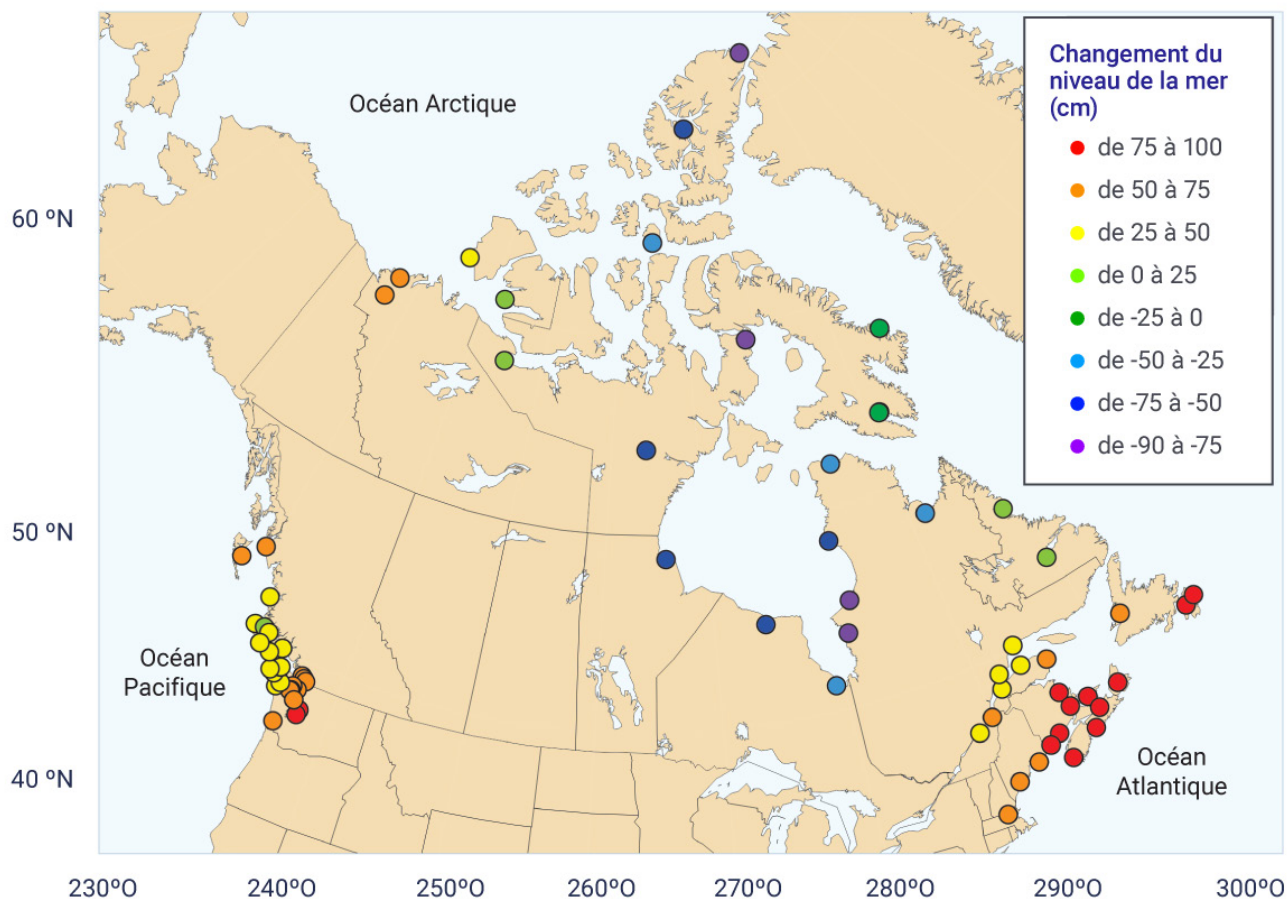 Océan Arctique
Changement du
niveau de la mer
(cm)
de 75 à 100
de 50 à 75
de 25 à 50
de 0 à 25
de -25 à 0
de -50 à -25
de -75 à -50
de -90 à -75
60 ºN
50 ºN
40 ºN
Océan
Pacifique
Océan
Atlantique
230ºO 240ºO 250ºO 260ºO 270ºO 280ºO 290ºO 300ºO